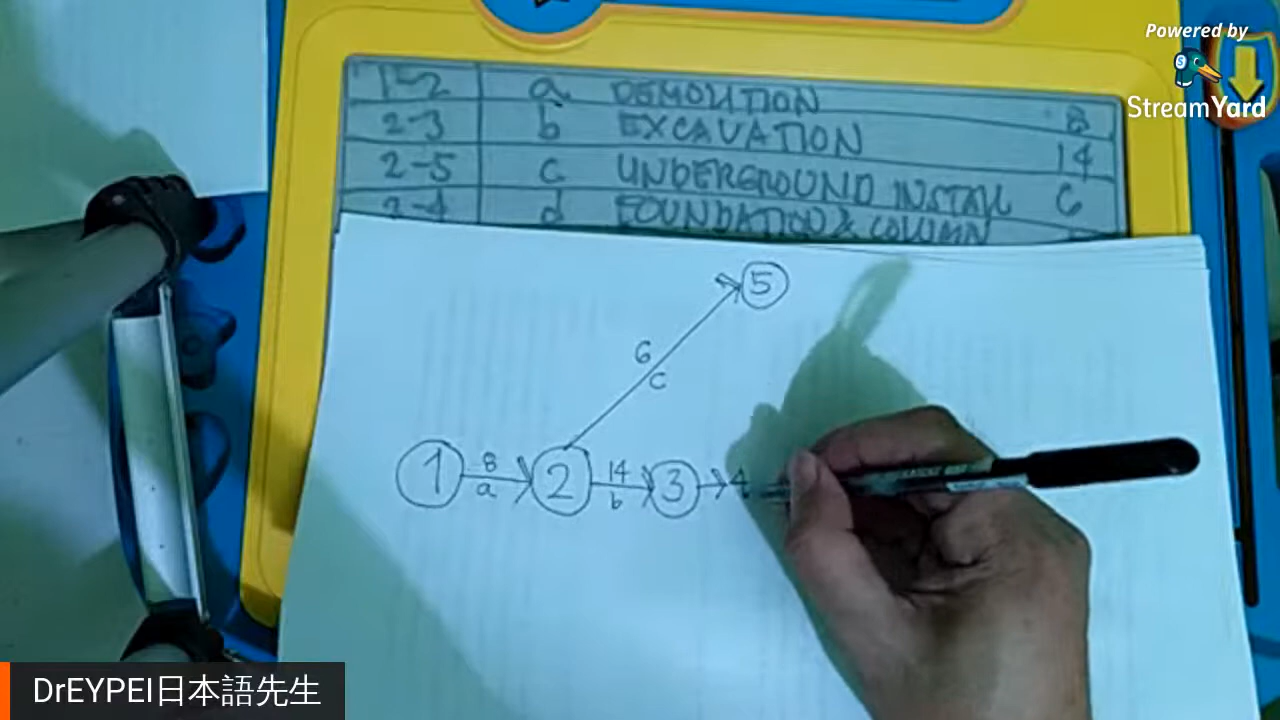 Powered by
StreamYard
1-2 a DEMOLITION 8
2-3 b EXCAVATION 14
2-5 c UNDERGROUND INSTALL 6
3-4 d FOUNDATION & COLUMN
5
6
C
1 8 a 2 14 b 3 4
DrEYPEI日本語先生